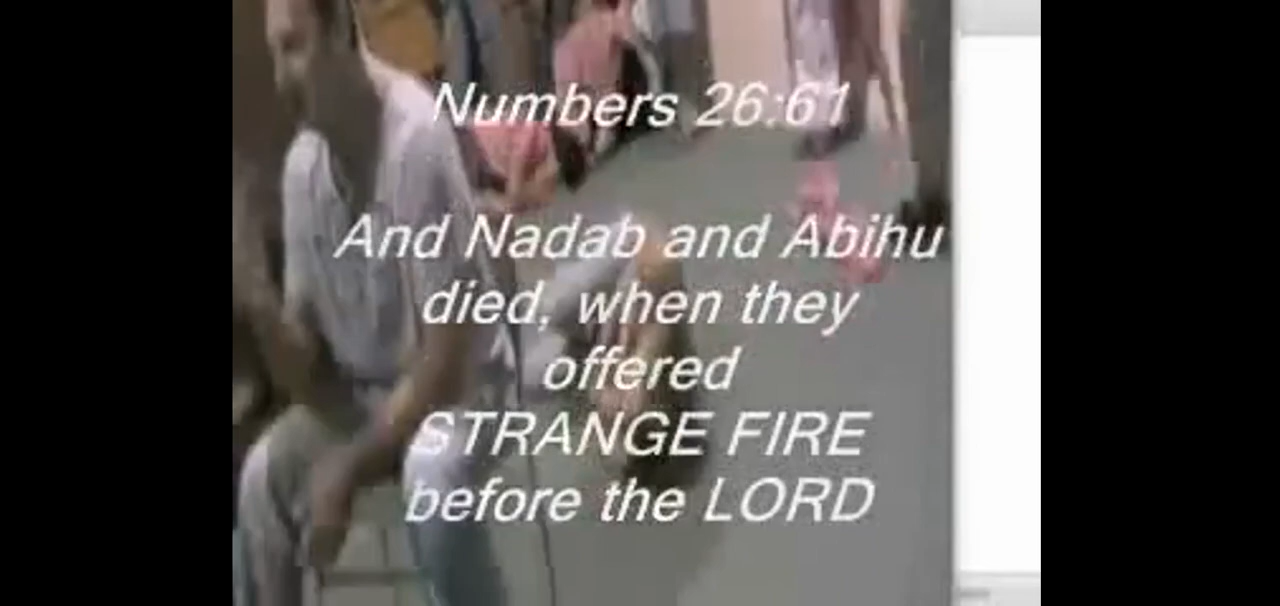 Numbers 26:61
And Nadab and Abihu
died, when they
offered
STRANGE FIRE
before the LORD